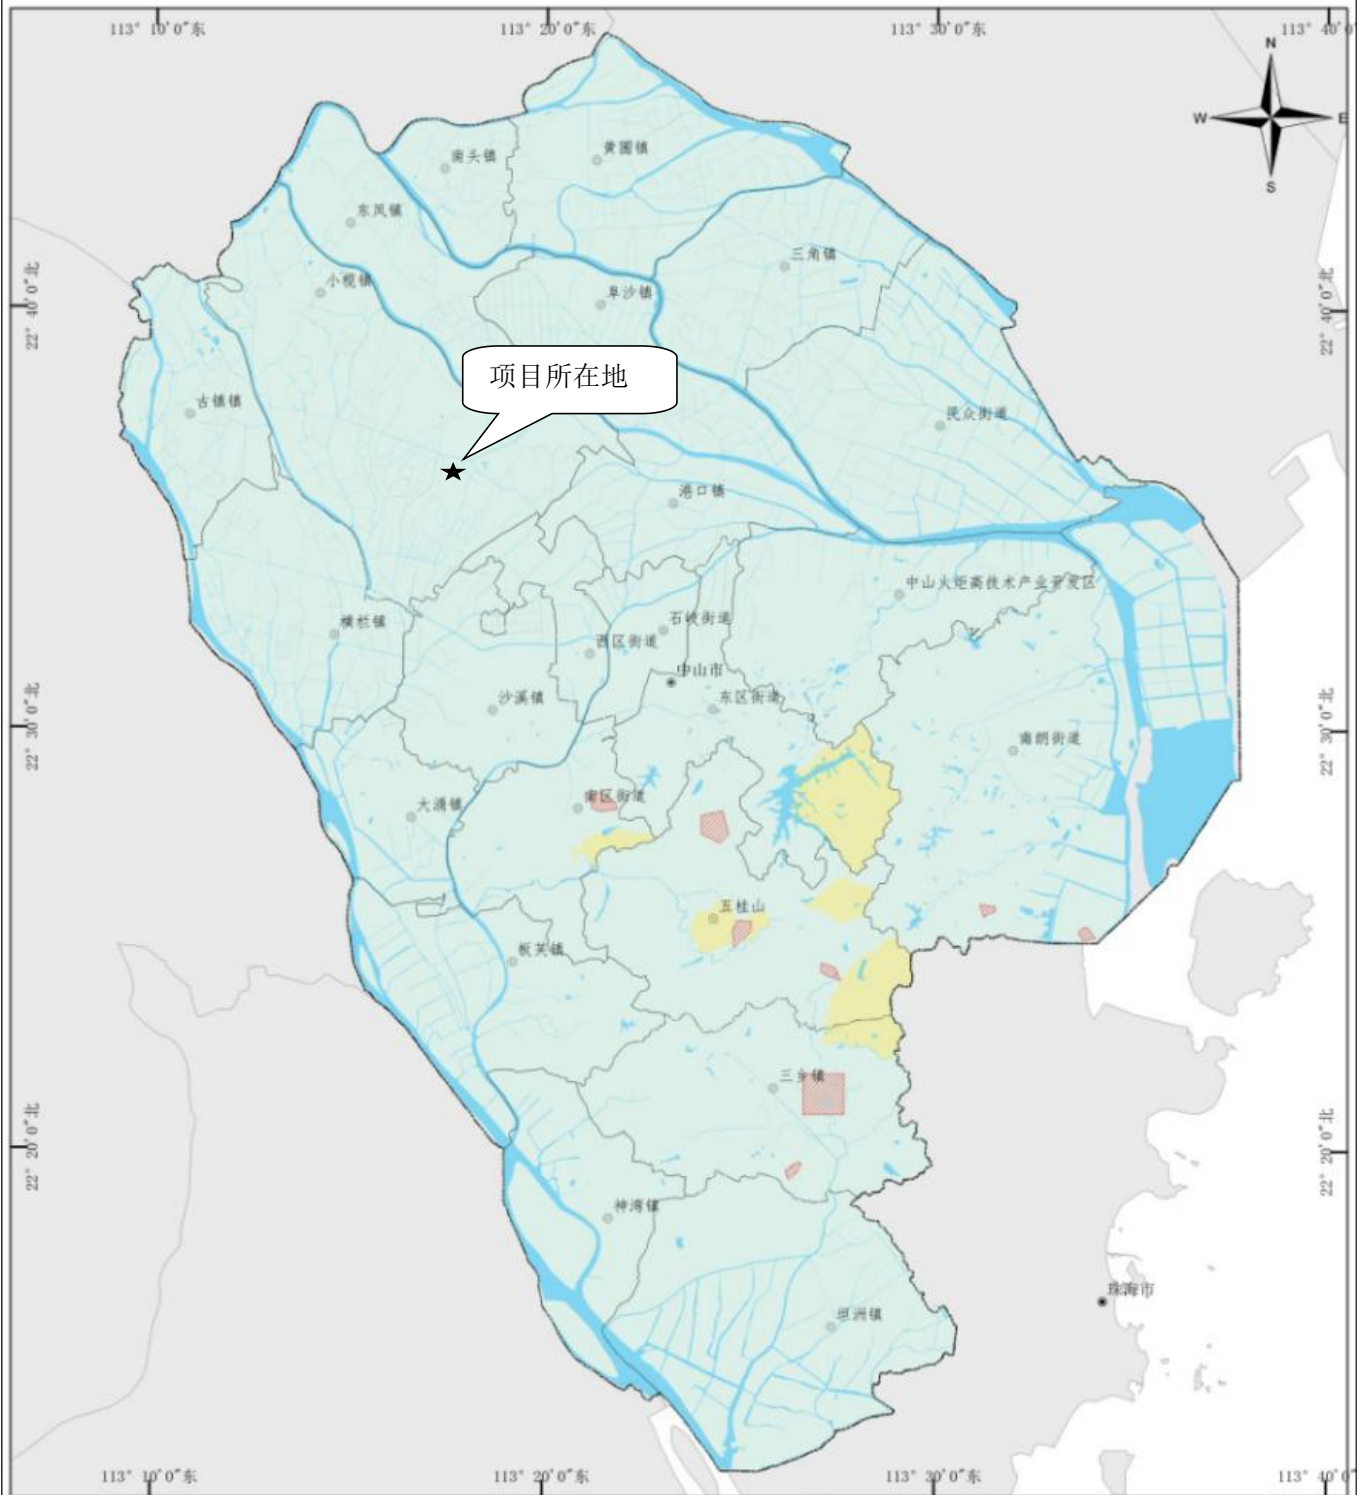 113° 10'0"东
113° 20'0"东
113° 30'0"东
113° 40'0"
N
W
E
S
南头镇
黄圃镇
东凤镇
三角镇
小榄镇
阜沙镇
22° 40'0"北
22° 40'0"北
项目所在地
古镇镇
民众街道
港口镇
中山火炬高技术产业开发区
横栏镇
石岐街道
西区街道
中山市
沙溪镇
东区街道
22° 30'0"北
22° 30'0"北
南朗街道
大涌镇
南区街道
五桂山
板芙镇
三乡镇
22° 20'0"北
22° 20'0"北
神湾镇
珠海市
坦洲镇
113° 10'0"东
113° 20'0"东
113° 30'0"东
113° 40'0